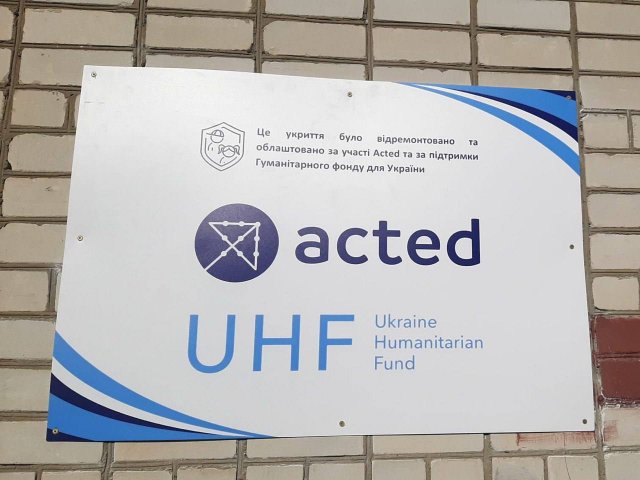 Це укриття було відремонтовано та
облаштовано за участі Acted та за підтримки
Гуманітарного фонду для України
acted
UHF
Ukraine
Humanitarian
Fund